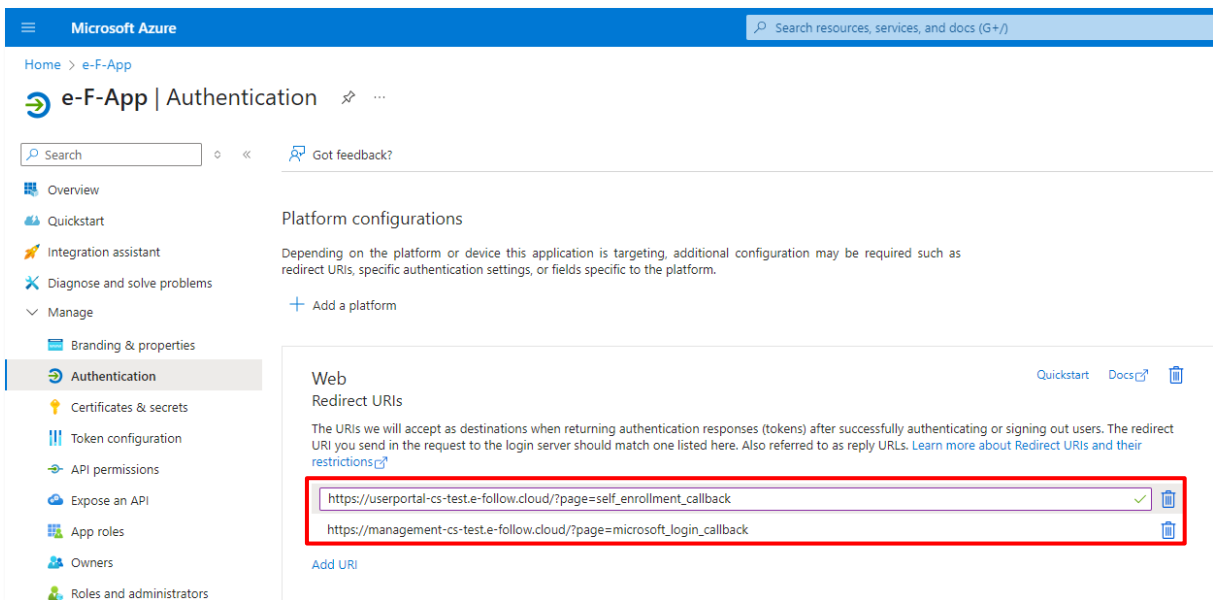 Microsoft Azure
Search resources, services, and docs (G+/)
Home > e-F-App
e-F-App | Authentication
Search
Got feedback?
Overview
Quickstart
Integration assistant
Diagnose and solve problems
Manage
Branding & properties
Authentication
Certificates & secrets
Token configuration
API permissions
Expose an API
App roles
Owners
Roles and administrators
Platform configurations
Depending on the platform or device this application is targeting, additional configuration may be required such as
redirect URIs, specific authentication settings, or fields specific to the platform.
Add a platform
Web
Quickstart Docs
Redirect URIs
The URIs we will accept as destinations when returning authentication responses (tokens) after successfully authenticating or signing out users. The redirect
URI you send in the request to the login server should match one listed here. Also referred to as reply URLs. Learn more about Redirect URIs and their
restrictions
https://userportal-cs-test.e-follow.cloud/?page=self_enrollment_callback
https://management-cs-test.e-follow.cloud/?page=microsoft_login_callback
Add URI